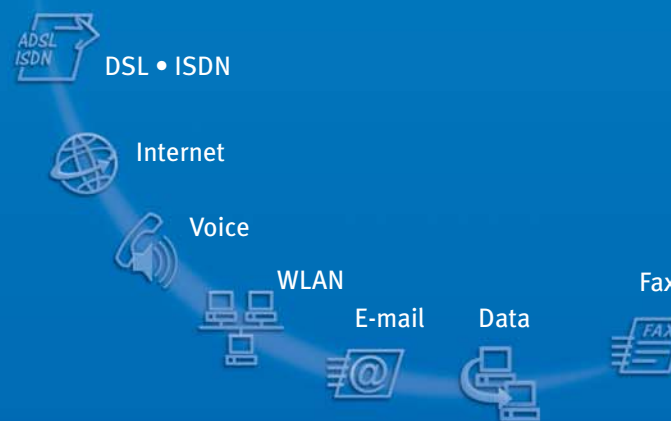 ADSL
ISDN
DSL • ISDN
Internet
Voice
WLAN
E-mail
Data
Fax
@
FAX